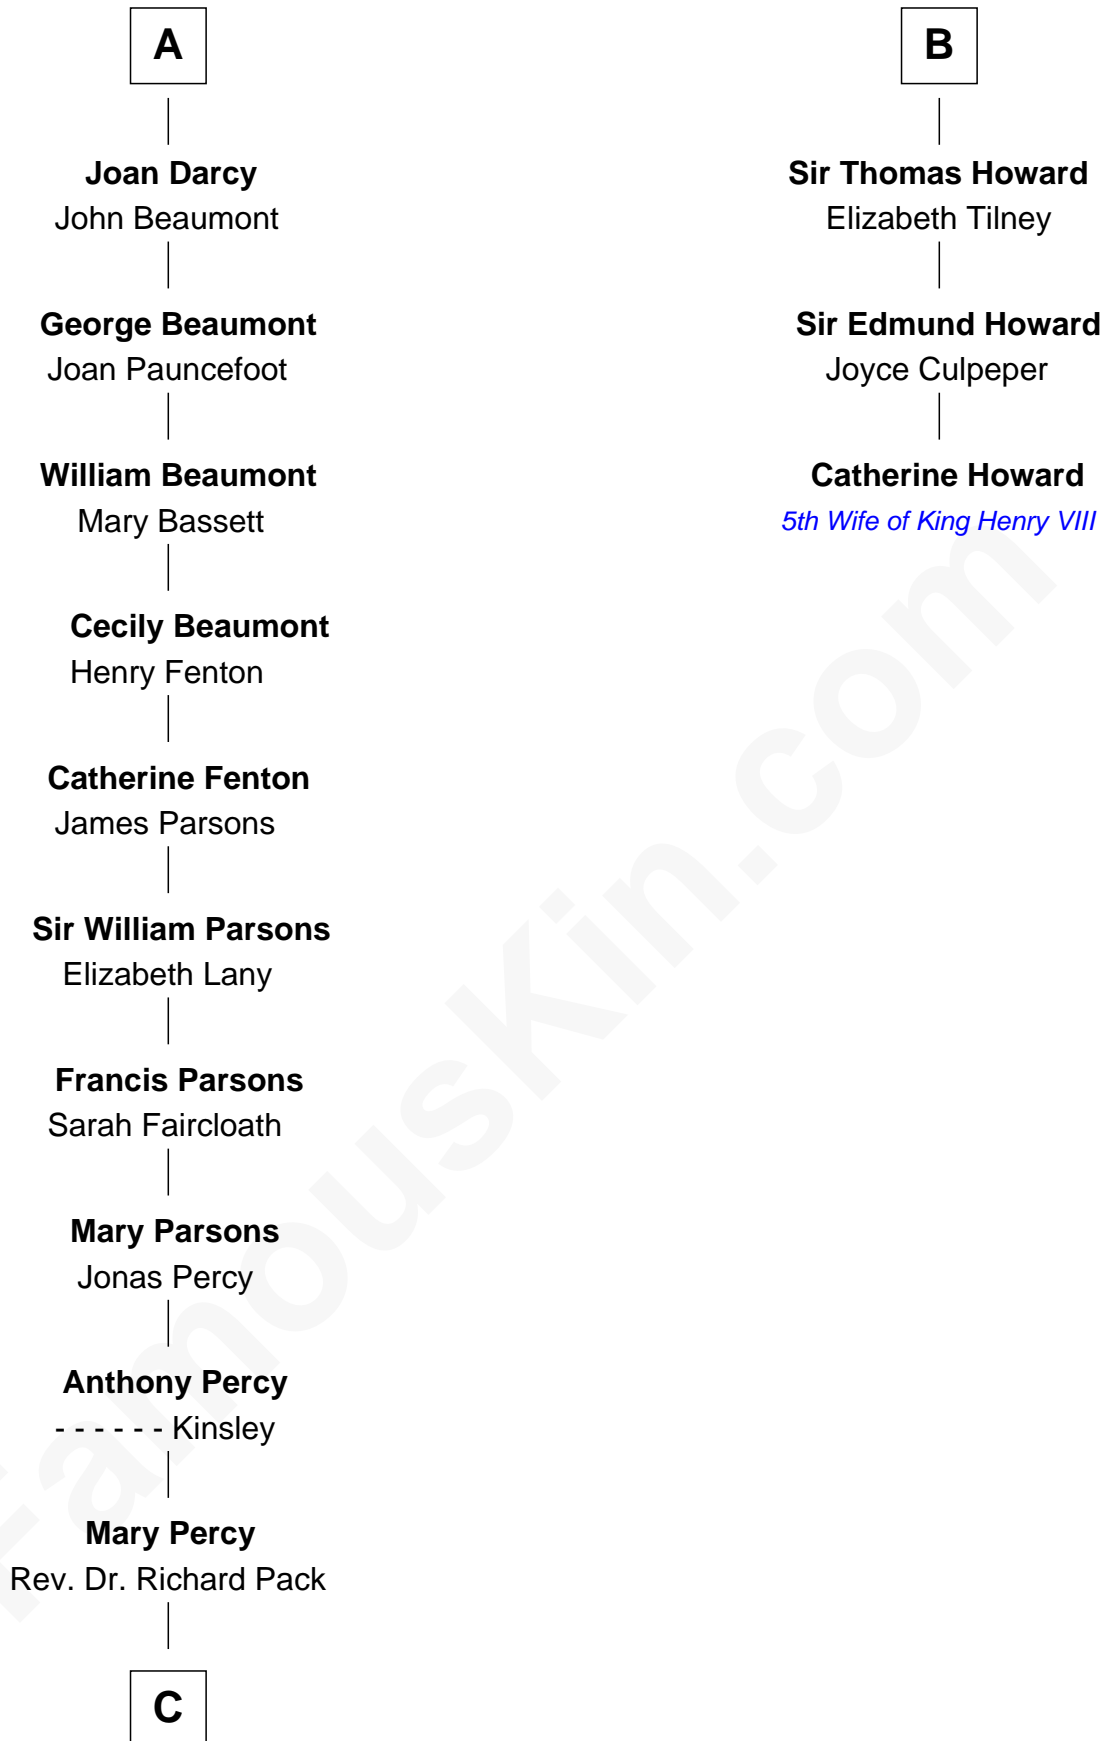 A
Joan Darcy
John Beaumont
George Beaumont
Joan Pauncefoot
William Beaumont
Mary Bassett
Cecily Beaumont
Henry Fenton
Catherine Fenton
James Parsons
Sir William Parsons
Elizabeth Lany
Francis Parsons
Sarah Faircloath
Mary Parsons
Jonas Percy
Anthony Percy
- - - - - - Kinsley
Mary Percy
Rev. Dr. Richard Pack
C
B
Sir Thomas Howard
Elizabeth Tilney
Sir Edmund Howard
Joyce Culpeper
Catherine Howard
5th Wife of King Henry VIII
FamousKin.com